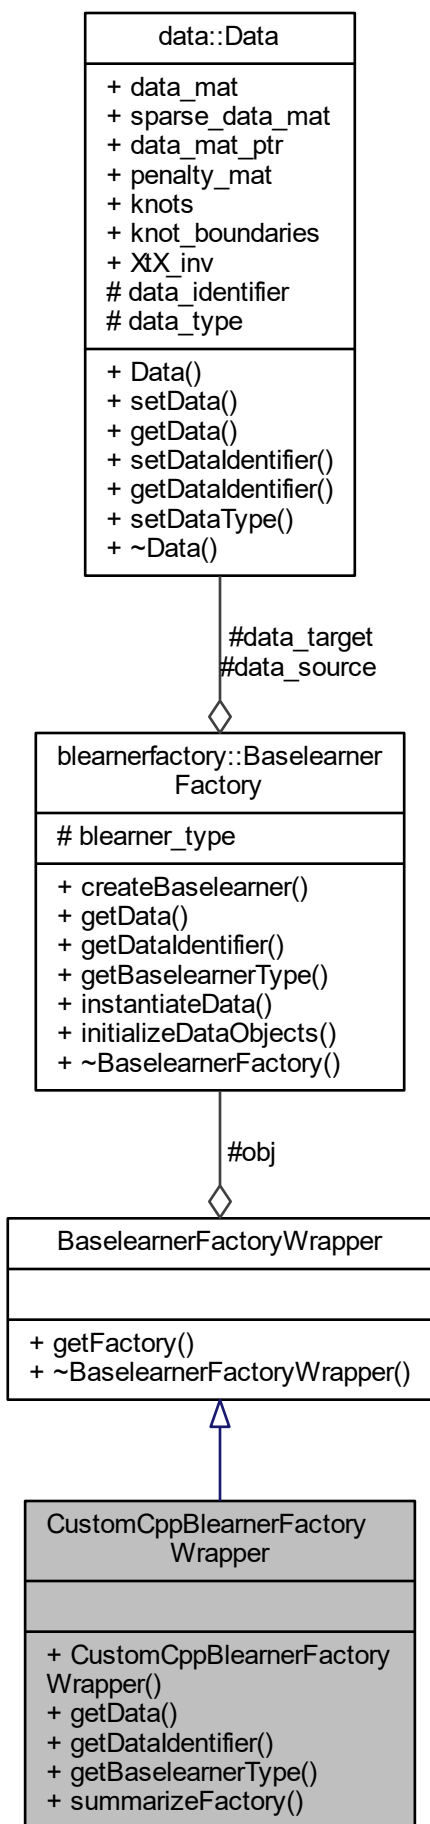 data::Data
+ data_mat
+ sparse_data_mat
+ data_mat_ptr
+ penalty_mat
+ knots
+ knot_boundaries
+ XtX_inv
# data_identifier
# data_type
+ Data()
+ setData()
+ getData()
+ setDataIdentifier()
+ getDataIdentifier()
+ setDataType()
+ ~Data()
#data_target
#data_source
blearnerfactory::Baselearner
Factory
# blearner_type
+ createBaselearner()
+ getData()
+ getDataIdentifier()
+ getBaselearnerType()
+ instantiateData()
+ initializeDataObjects()
+ ~BaselearnerFactory()
#obj
BaselearnerFactoryWrapper
+ getFactory()
+ ~BaselearnerFactoryWrapper()
CustomCppBlearnerFactory
Wrapper
+ CustomCppBlearnerFactory
Wrapper()
+ getData()
+ getDataIdentifier()
+ getBaselearnerType()
+ summarizeFactory()